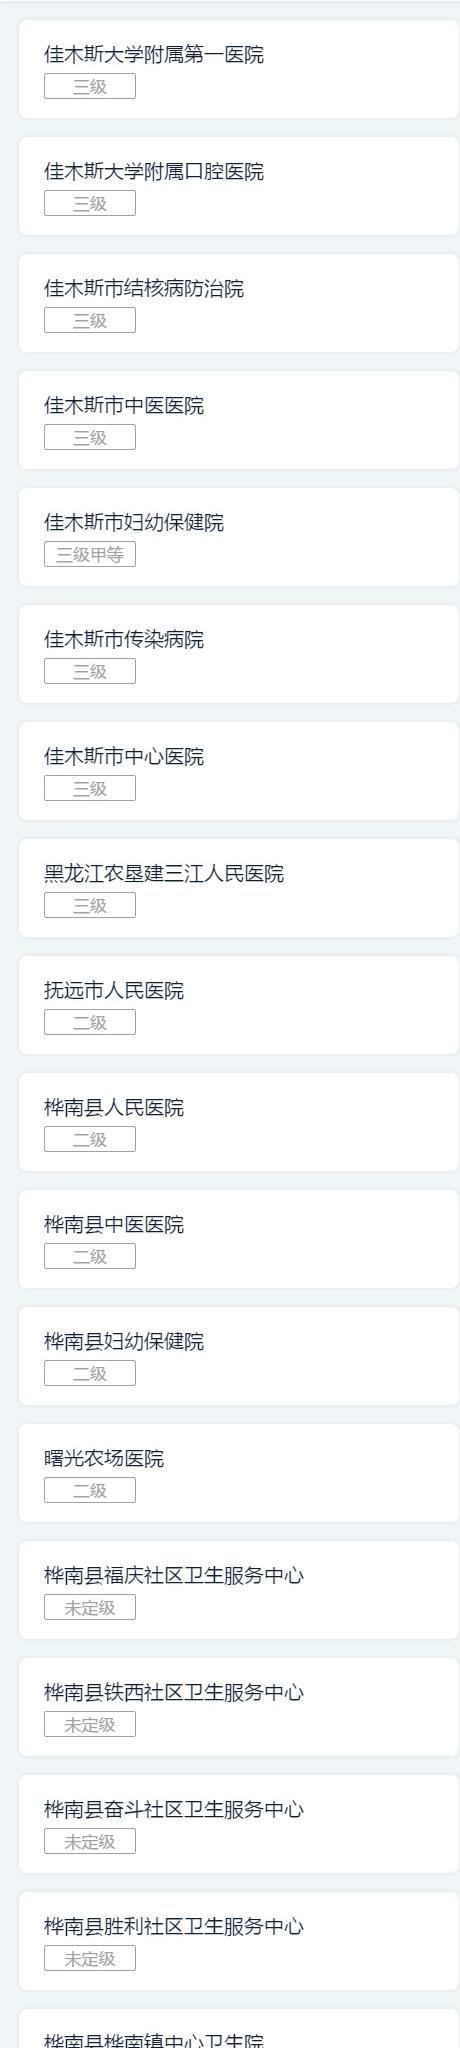 佳木斯大学附属第一医院
三级
佳木斯大学附属口腔医院
三级
佳木斯市结核病防治院
三级
佳木斯市中医医院
三级
佳木斯市妇幼保健院
三级甲等
佳木斯市传染病院
三级
佳木斯市中心医院
三级
黑龙江农垦建三江人民医院
三级
抚远市人民医院
二级
桦南县人民医院
二级
桦南县中医医院
二级
桦南县妇幼保健院
二级
曙光农场医院
二级
桦南县福庆社区卫生服务中心
未定级
桦南县铁西社区卫生服务中心
未定级
桦南县奋斗社区卫生服务中心
未定级
桦南县胜利社区卫生服务中心
未定级
桦南县桦南镇中心卫生院